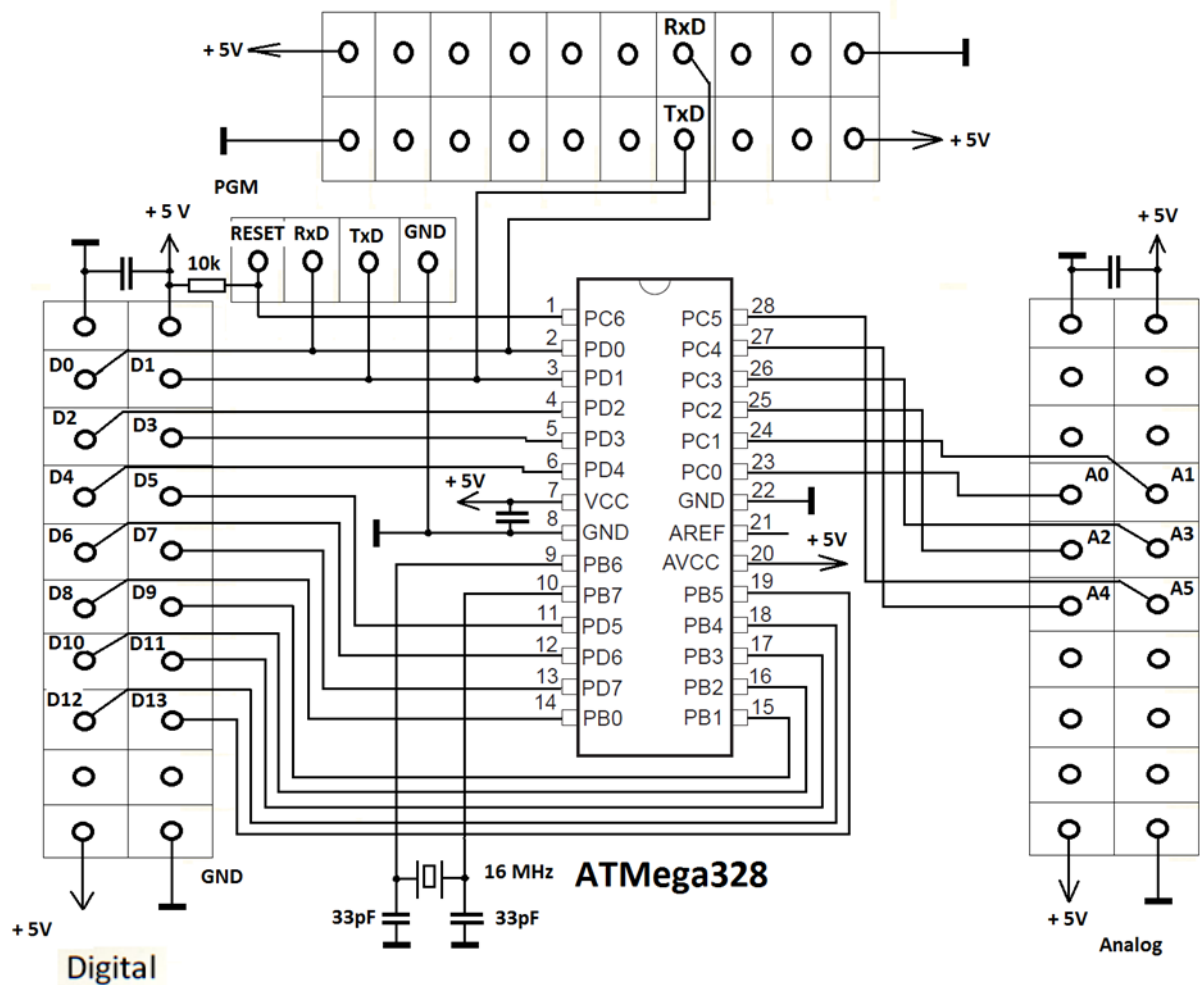 + 5V
RxD
TxD
+ 5V
PGM
+ 5 V
RESET RxD TxD GND
10k
+ 5V
D0 D1
D2 D3
D4 D5
D6 D7
D8 D9
D10 D11
D12 D13
GND
+ 5V
Digital
1 PC6 PC5 28
2 PD0 PC4 27
3 PD1 PC3 26
4 PD2 PC2 25
5 PD3 PC1 24
6 PD4 PC0 23
+ 5V
7 VCC GND 22
8 GND AREF 21
9 PB6 AVCC 20
+ 5V
10 PB7 PB5 19
11 PD5 PB4 18
12 PD6 PB3 17
13 PD7 PB2 16
14 PB0 PB1 15
16 MHz
ATMega328
33pF 33pF
A0 A1
A2 A3
A4 A5
+ 5V
Analog